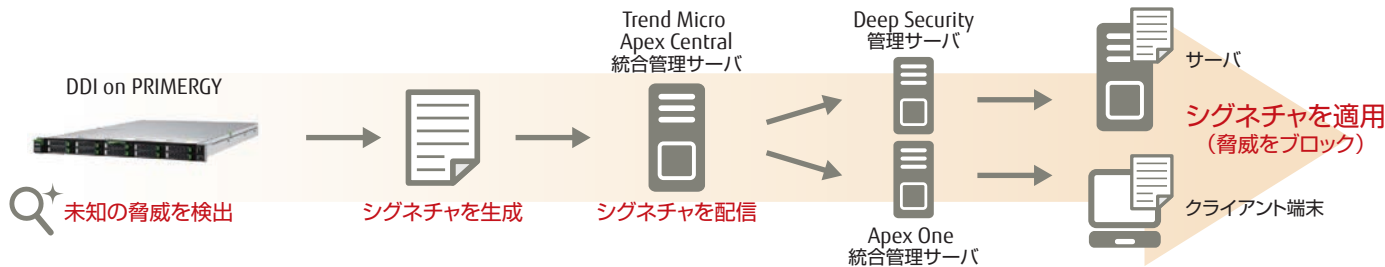 DDI on PRIMERGY
未知の脅威を検出
シグネチャを生成
Trend Micro
Apex Central
統合管理サーバ
シグネチャを配信
Deep Security
管理サーバ
Apex One
統合管理サーバ
サーバ
シグネチャを適用
（脅威をブロック）
クライアント端末